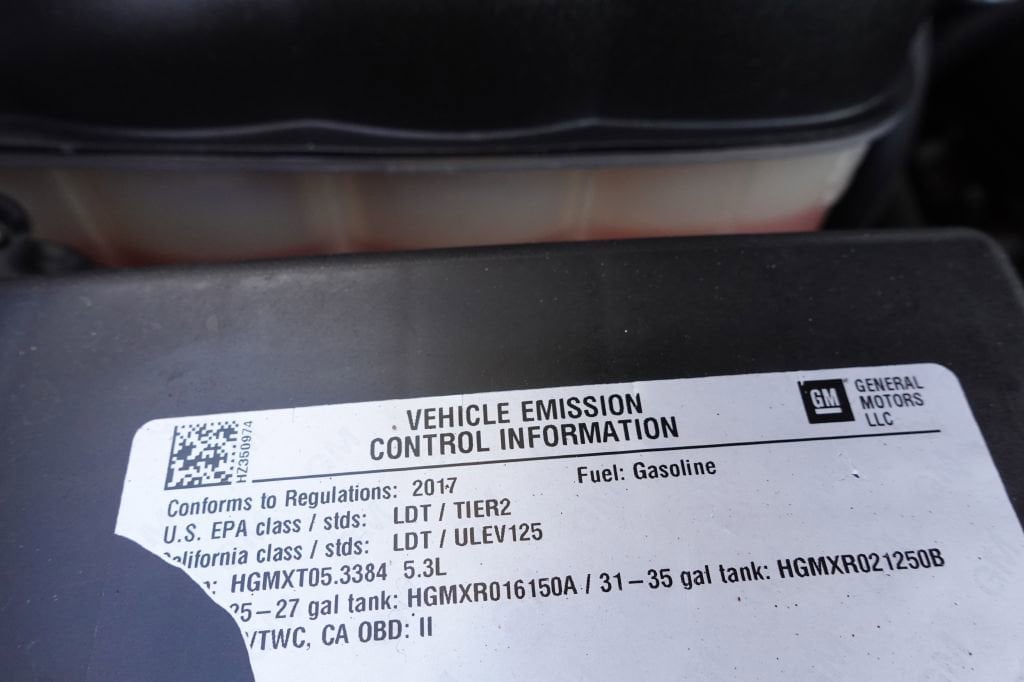 VEHICLE EMISSION
CONTROL INFORMATION
GM
GENERAL
MOTORS
LLC
HZ350974
Conforms to Regulations: 2017
Fuel: Gasoline
U.S. EPA class / stds: LDT / TIER2
alifornia class / stds: LDT / ULEV125
: HGMXT05.3384 5.3L
25-27 gal tank: HGMXR016150A / 31-35 gal tank: HGMXR021250B
/TWC, CA OBD: II